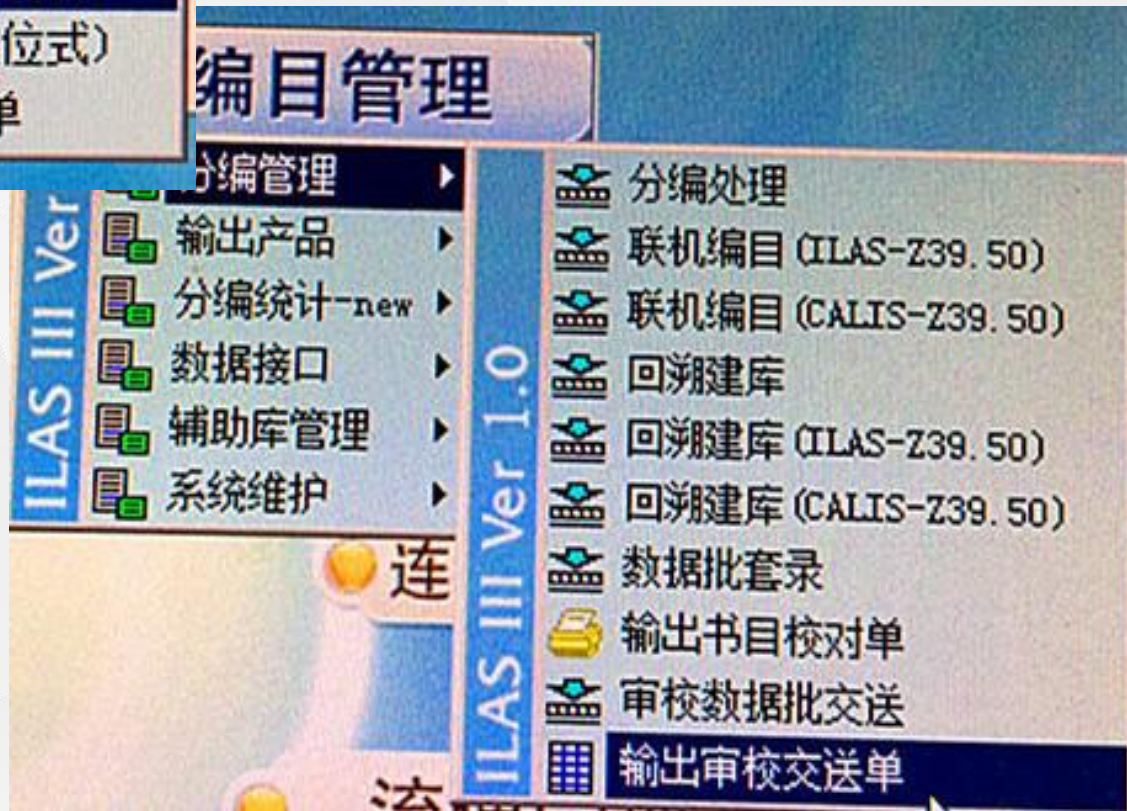 位式)
单
编目管理
ILAS III Ver
分编管理
输出产品
分编统计-new
数据接口
辅助库管理
系统维护
ILAS III Ver 1.0
分编处理
联机编目(ILAS-Z39.50)
联机编目(CALIS-Z39.50)
回溯建库
回溯建库(ILAS-Z39.50)
回溯建库(CALIS-Z39.50)
数据批套录
输出书目校对单
审校数据批交送
输出审校交送单
连
流